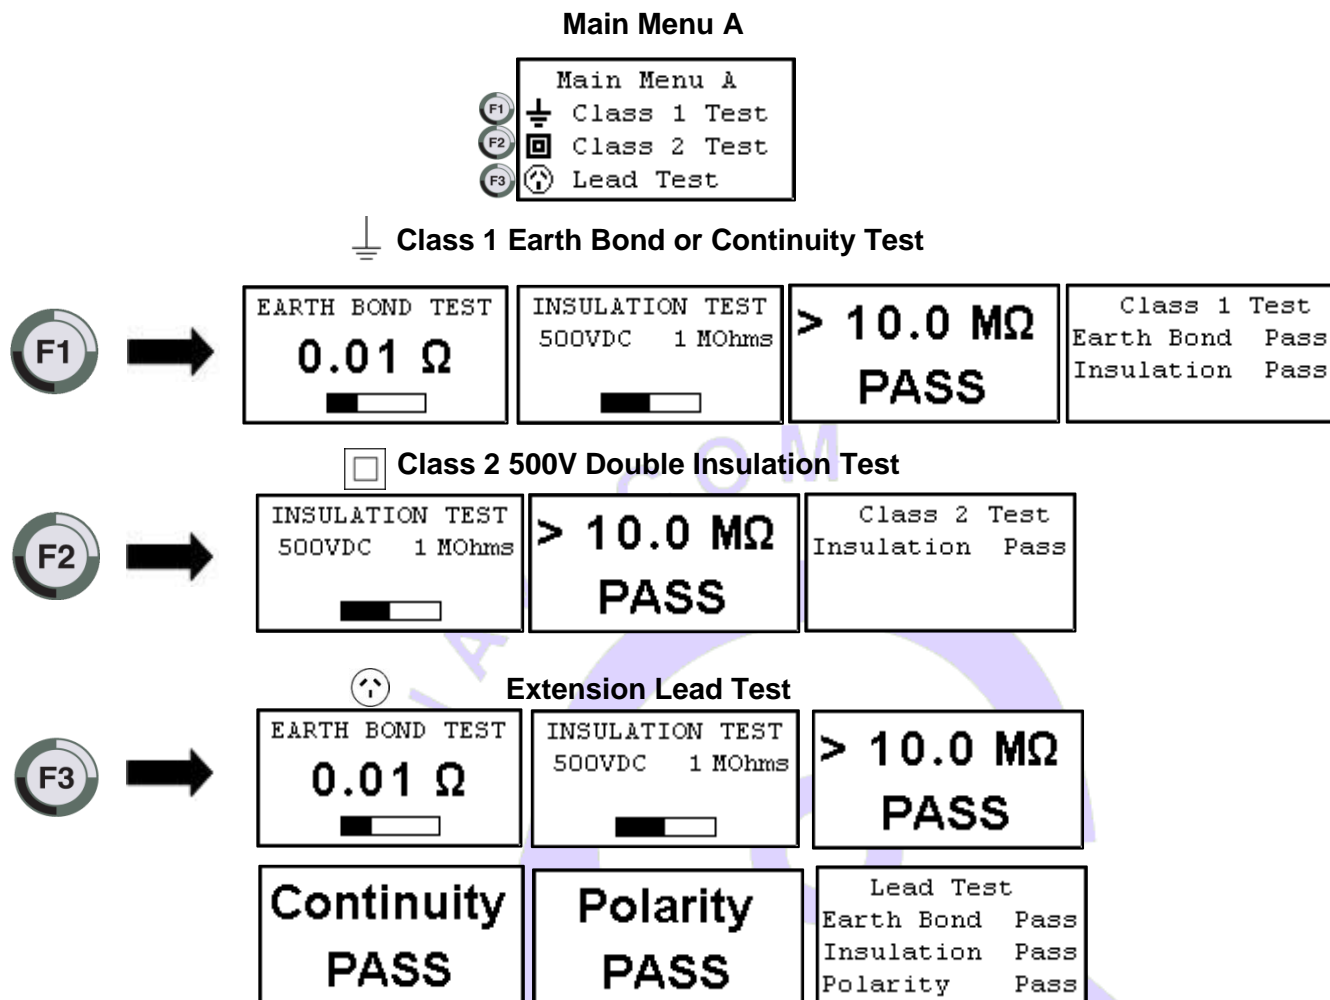 Main Menu A
Main Menu A
F1 Class 1 Test
F2 Class 2 Test
F3 Lead Test
Class 1 Earth Bond or Continuity Test
F1
EARTH BOND TEST
0.01 Ω
INSULATION TEST
500VDC 1 MOhms
> 10.0 MΩ
PASS
Class 1 Test
Earth Bond Pass
Insulation Pass
Class 2 500V Double Insulation Test
F2
INSULATION TEST
500VDC 1 MOhms
> 10.0 MΩ
PASS
Class 2 Test
Insulation Pass
Extension Lead Test
F3
EARTH BOND TEST
0.01 Ω
INSULATION TEST
500VDC 1 MOhms
> 10.0 MΩ
PASS
Continuity
PASS
Polarity
PASS
Lead Test
Earth Bond Pass
Insulation Pass
Polarity Pass